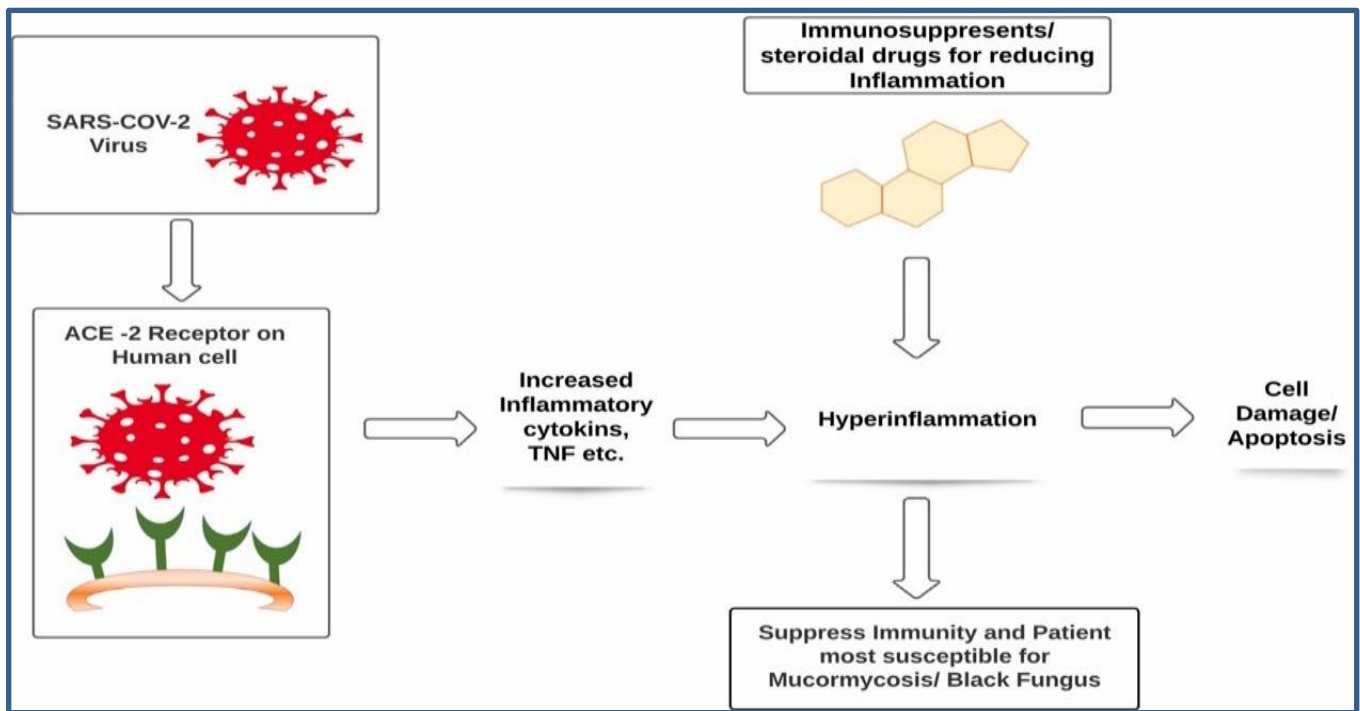 SARS-COV-2
Virus
ACE -2 Receptor on
Human cell
Increased
Inflammatory
cytokins,
TNF etc.
Immunosuppresents/
steroidal drugs for reducing
Inflammation
Hyperinflammation
Cell
Damage/
Apoptosis
Suppress Immunity and Patient
most susceptible for
Mucormycosis/ Black Fungus